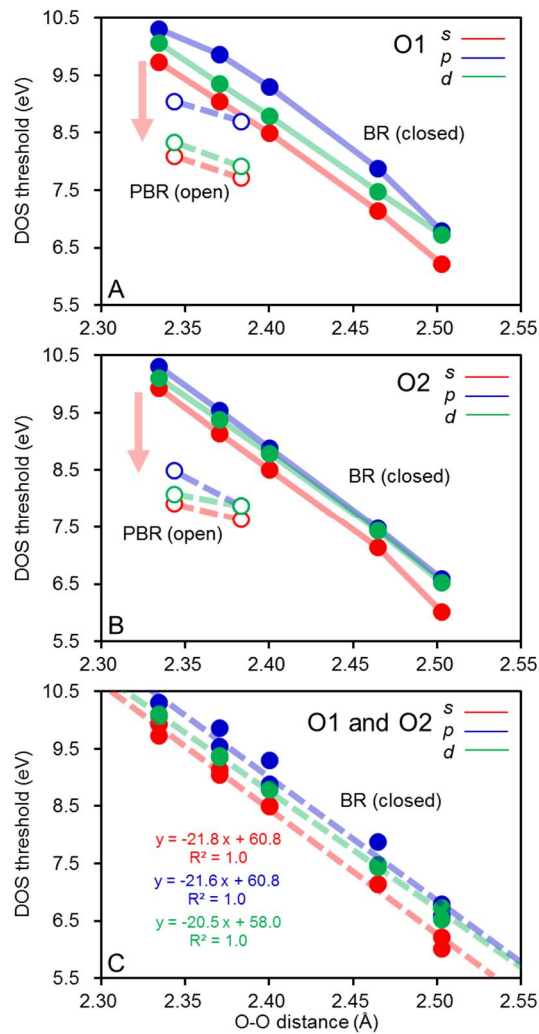 10.5
9.5
8.5
7.5
6.5
5.5
DOS threshold (eV)
O1
s
p
d
BR (closed)
PBR (open)
A
2.30 2.35 2.40 2.45 2.50 2.55
10.5
9.5
8.5
7.5
6.5
5.5
DOS threshold (eV)
O2
s
p
d
BR (closed)
PBR (open)
B
2.30 2.35 2.40 2.45 2.50 2.55
10.5
9.5
8.5
7.5
6.5
5.5
DOS threshold (eV)
O1 and O2
s
p
d
BR (closed)
y = -21.8 x + 60.8
R² = 1.0
y = -21.6 x + 60.8
R² = 1.0
y = -20.5 x + 58.0
R² = 1.0
C
2.30 2.35 2.40 2.45 2.50 2.55
O-O distance (Å)